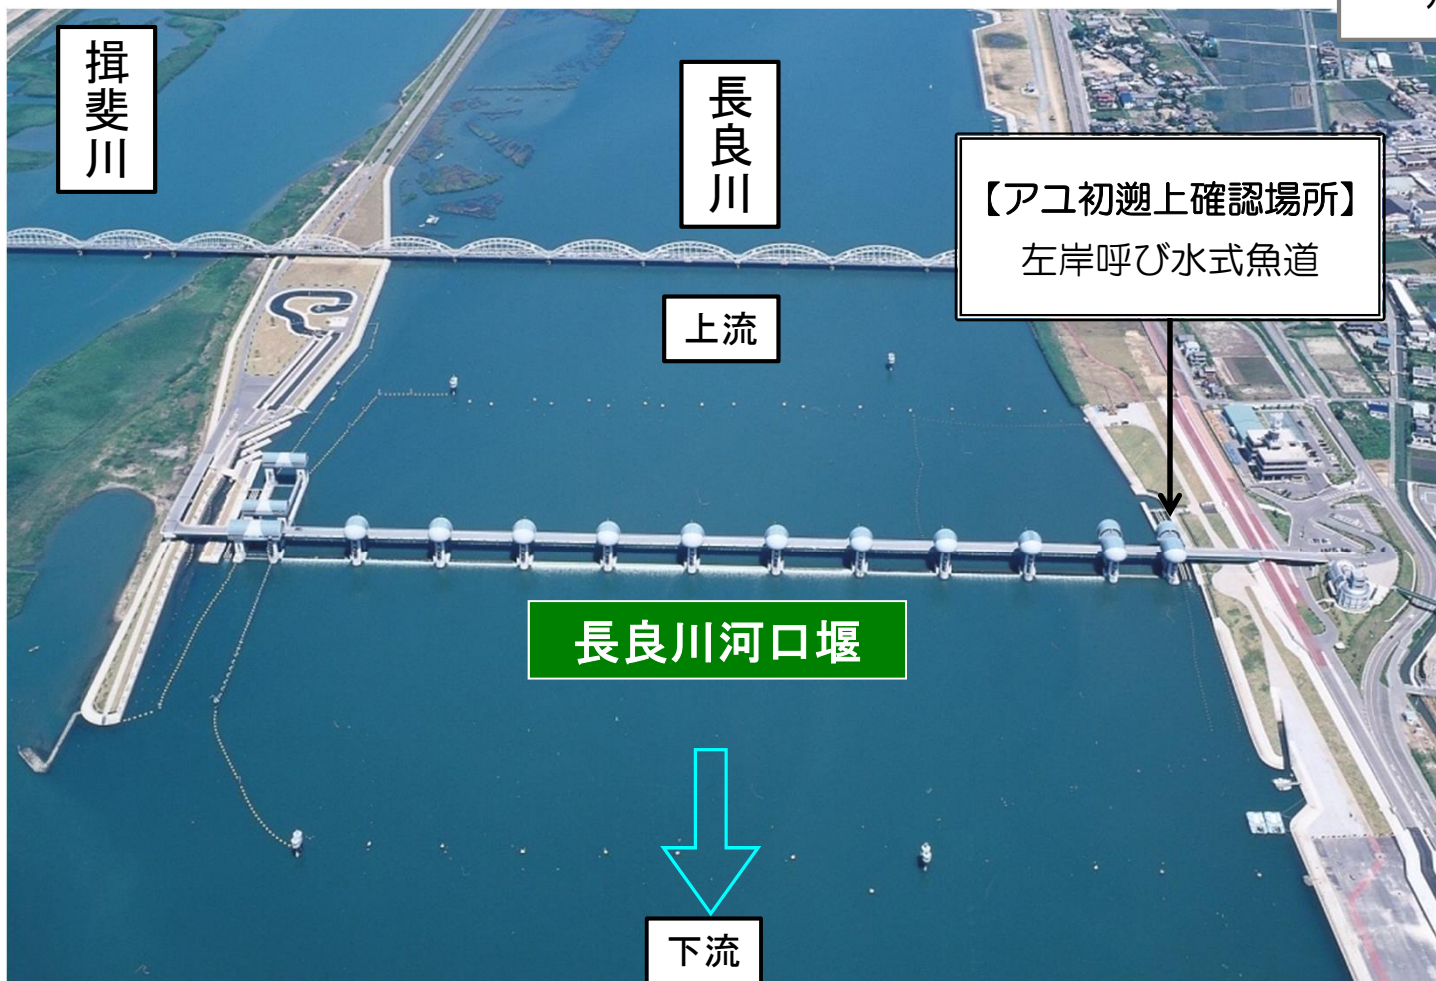 揖斐川
長良川
【アユ初遡上確認場所】
左岸呼び水式魚道
上流
長良川河口堰
下流